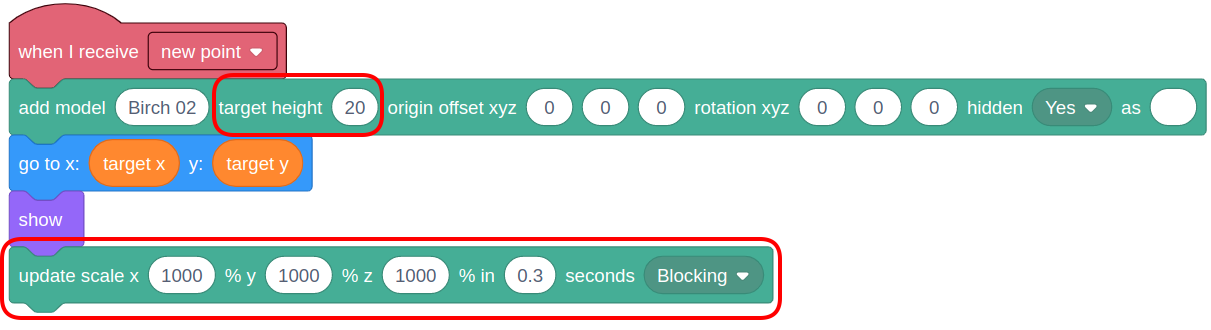 when I receive new point
add model Birch 02 target height 20 origin offset xyz 0 0 0 rotation xyz 0 0 0 hidden Yes as
go to x: target x y: target y
show
update scale x 1000 % y 1000 % z 1000 % in 0.3 seconds Blocking